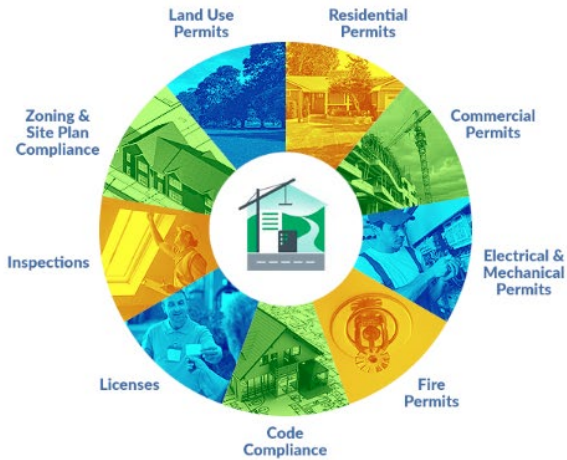 Land Use
Permits
Residential
Permits
Commercial
Permits
Electrical &
Mechanical
Permits
Fire
Permits
Code
Compliance
Licenses
Inspections
Zoning &
Site Plan
Compliance